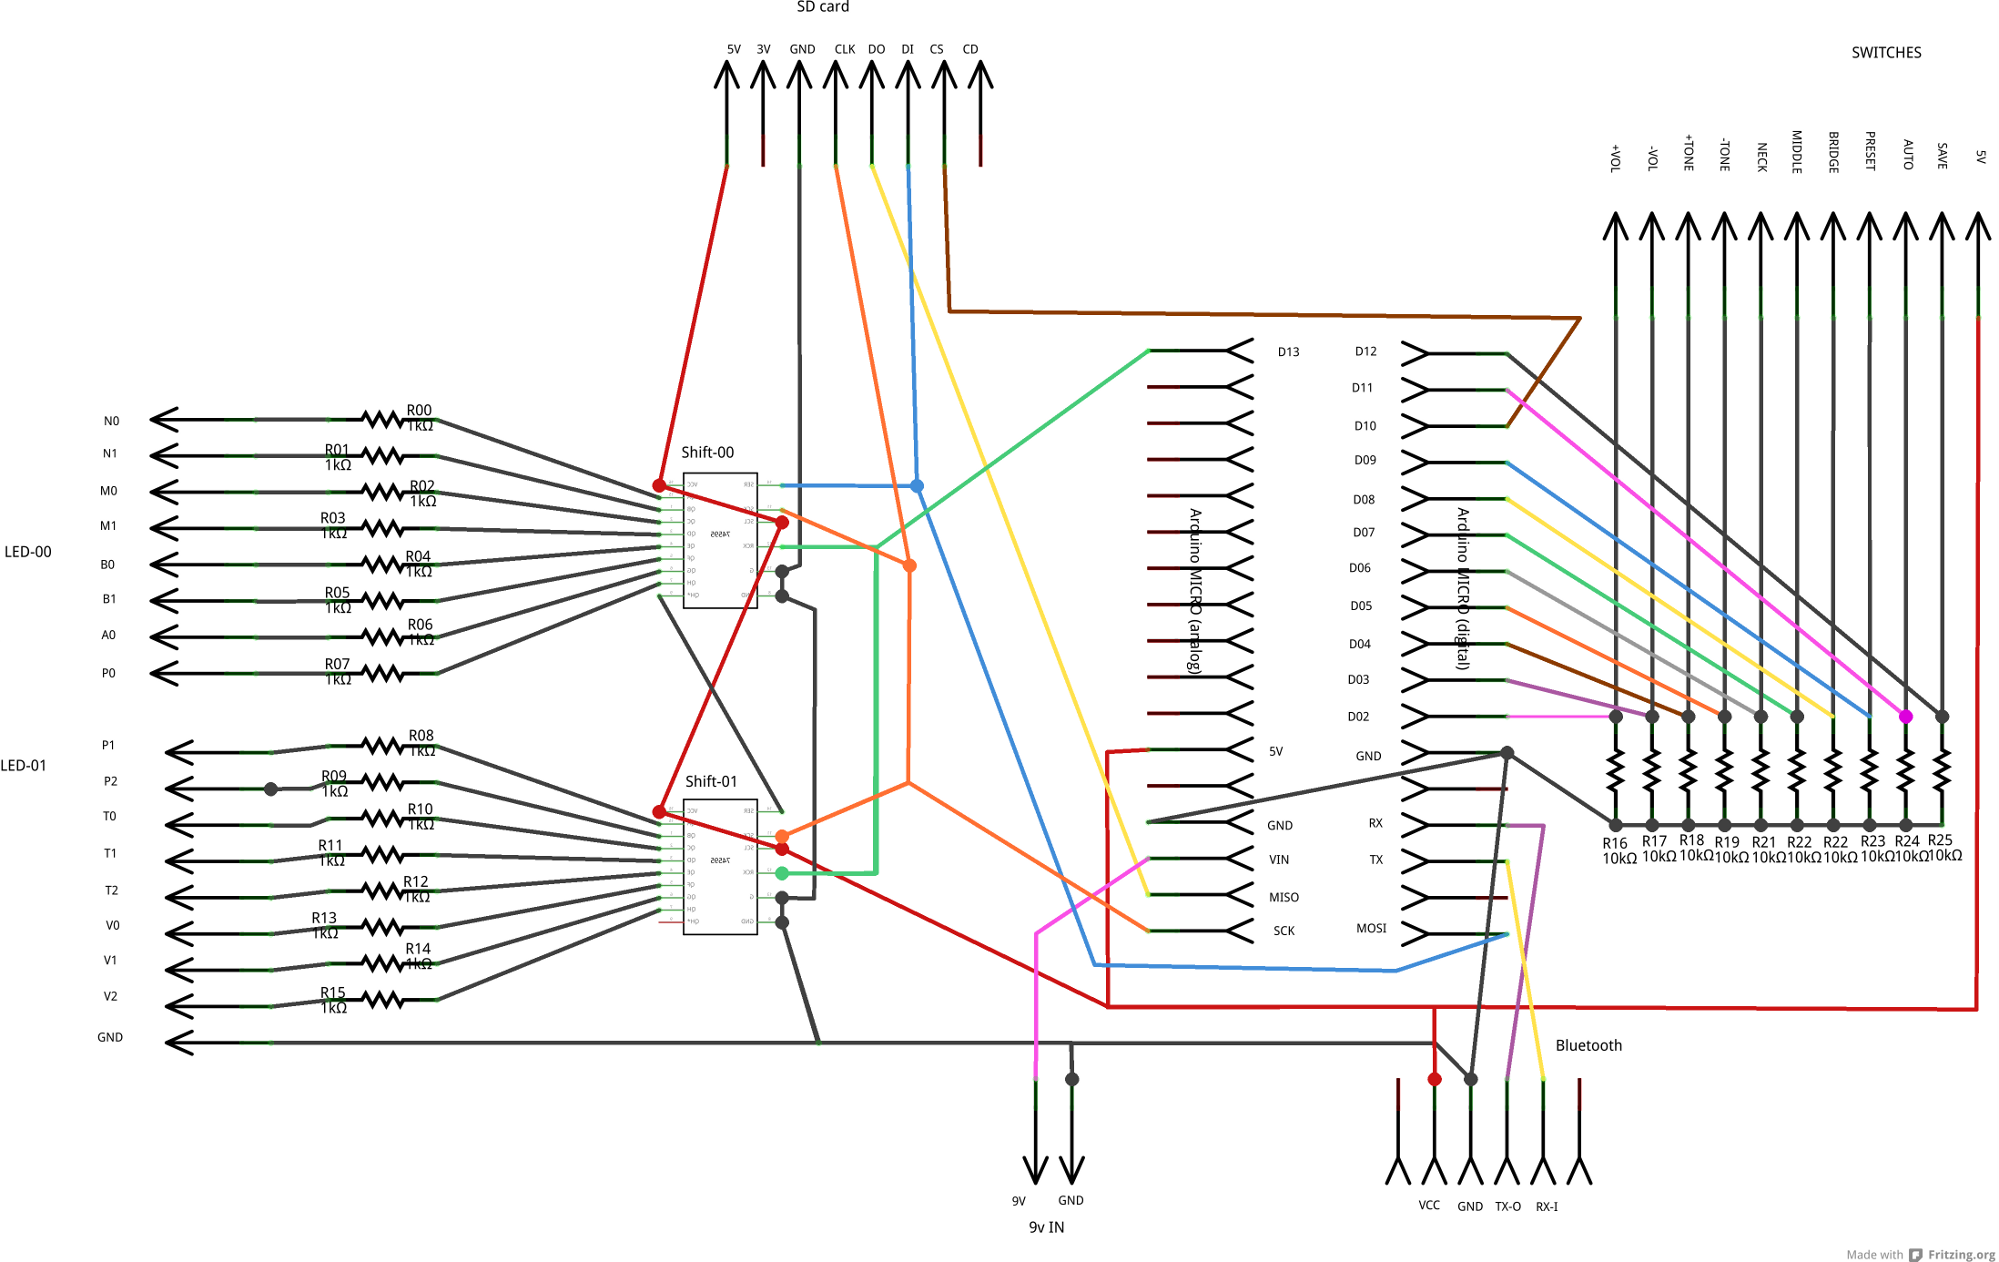 SD card
5V 3V GND CLK DO DI CS CD
SWITCHES
+VOL
-VOL
+TONE
-TONE
NECK
MIDDLE
BRIDGE
PRESET
AUTO
SAVE
5V
LED-00
N0
N1
M0
M1
B0
B1
A0
P0
R00
1kΩ
R01
1kΩ
R02
1kΩ
R03
1kΩ
R04
1kΩ
R05
1kΩ
R06
1kΩ
R07
1kΩ
Shift-00
74595
LED-01
P1
P2
T0
T1
T2
V0
V1
V2
GND
R08
1kΩ
R09
1kΩ
R10
1kΩ
R11
1kΩ
R12
1kΩ
R13
1kΩ
R14
1kΩ
R15
1kΩ
Shift-01
74595
Arduino MICRO (analog)
D13
5V
GND
VIN
MISO
SCK
Arduino MICRO (digital)
D12
D11
D10
D09
D08
D07
D06
D05
D04
D03
D02
GND
RX
TX
MOSI
R16
10kΩ
R17
10kΩ
R18
10kΩ
R19
10kΩ
R21
10kΩ
R22
10kΩ
R22
10kΩ
R23
10kΩ
R24
10kΩ
R25
10kΩ
9V GND
9v IN
Bluetooth
VCC GND TX-O RX-I
Made with Fritzing.org